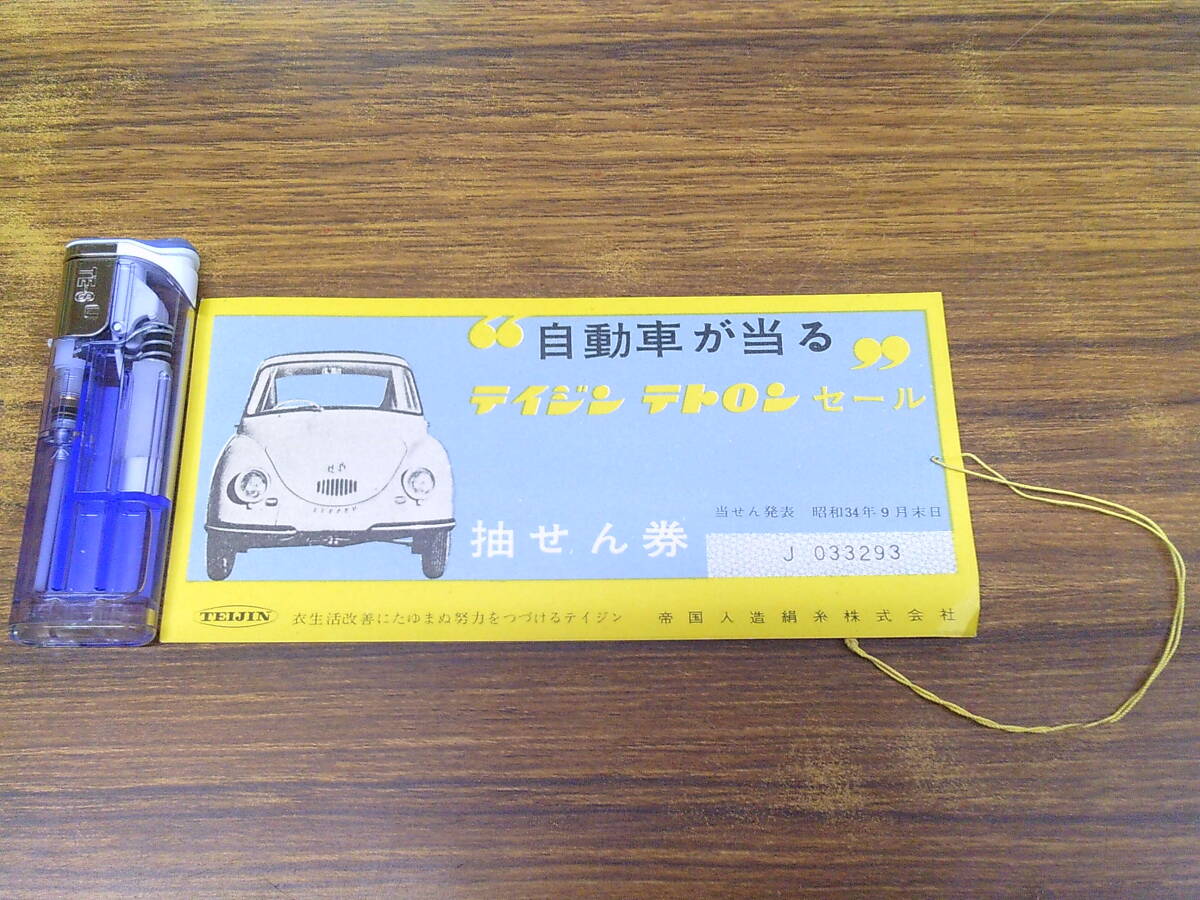 “自動車が当る”
テイジン テトロン セール
当せん発表 昭和34年9月末日
抽せん券
J 033293
TEIJIN 衣生活改善にたゆまぬ努力をつづけるテイジン 帝国人造絹糸株式会社